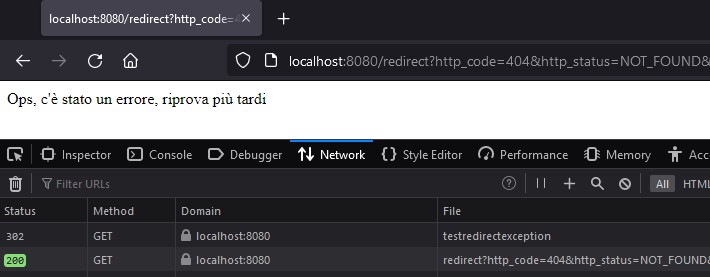 localhost:8080/redirect?http_code=4
localhost:8080/redirect?http_code=404&http_status=NOT_FOUND&
Ops, c'è stato un errore, riprova più tardi
Inspector Console Debugger Network Style Editor Performance Memory Acc
Filter URLs All HTM
Status Method Domain File
302 GET localhost:8080 testredirectexception
200 GET localhost:8080 redirect?http_code=404&http_status=NOT_FOUND&